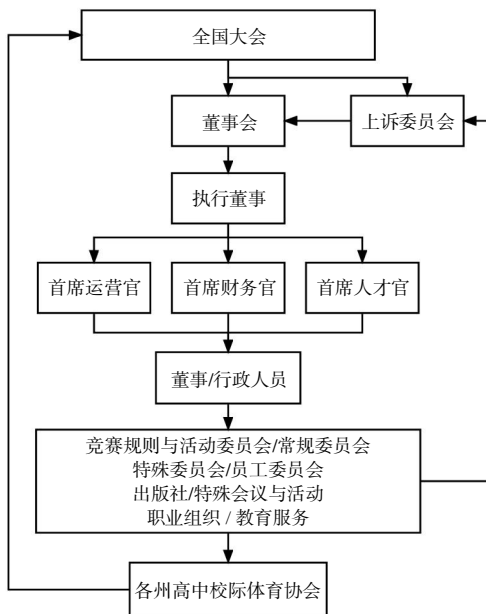 全国大会
董事会
上诉委员会
执行董事
首席运营官
首席财务官
首席人才官
董事/行政人员
竞赛规则与活动委员会/常规委员会
特殊委员会/员工委员会
出版社/特殊会议与活动
职业组织 / 教育服务
各州高中校际体育协会